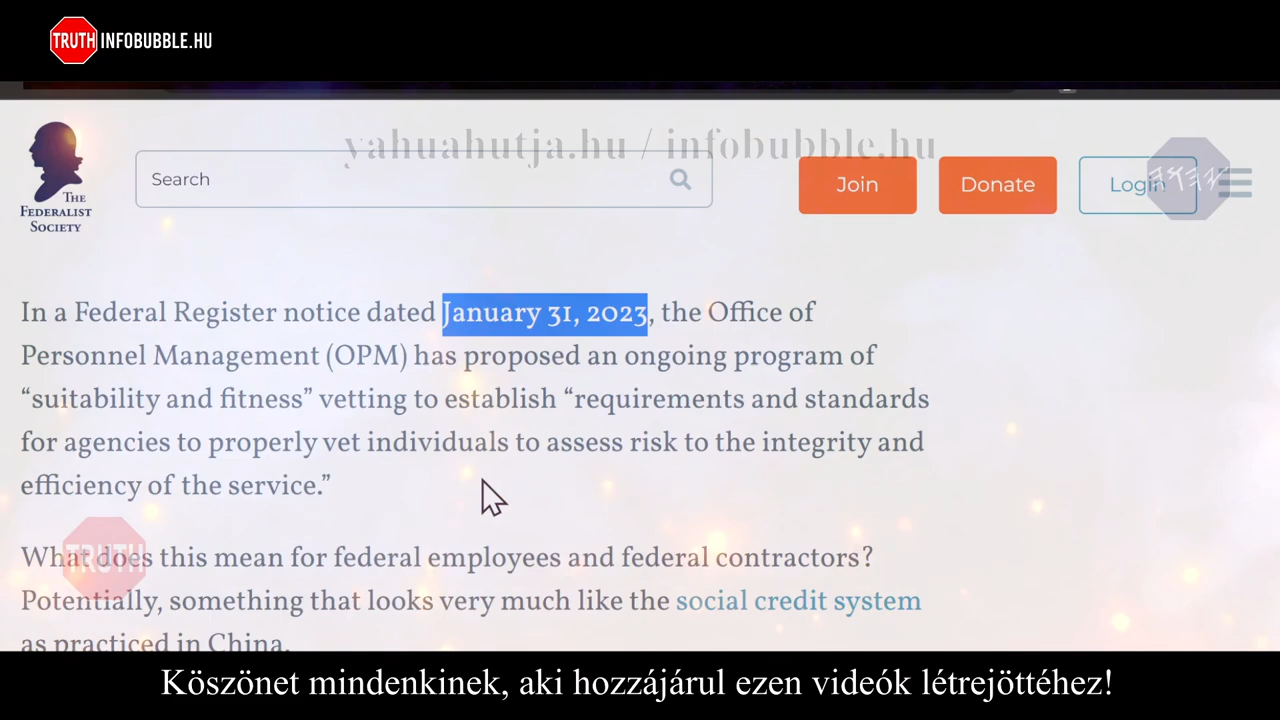 TRUTH INFOBUBBLE.HU
yahuahutja.hu / infobubble.hu
THE FEDERALIST SOCIETY
Search
Join
Donate
Login
In a Federal Register notice dated January 31, 2023, the Office of
Personnel Management (OPM) has proposed an ongoing program of
“suitability and fitness” vetting to establish “requirements and standards
for agencies to properly vet individuals to assess risk to the integrity and
efficiency of the service.”
What does this mean for federal employees and federal contractors?
TRUTH
Potentially, something that looks very much like the social credit system
as practiced in China.
Köszönet mindenkinek, aki hozzájárul ezen videók létrejöttéhez!